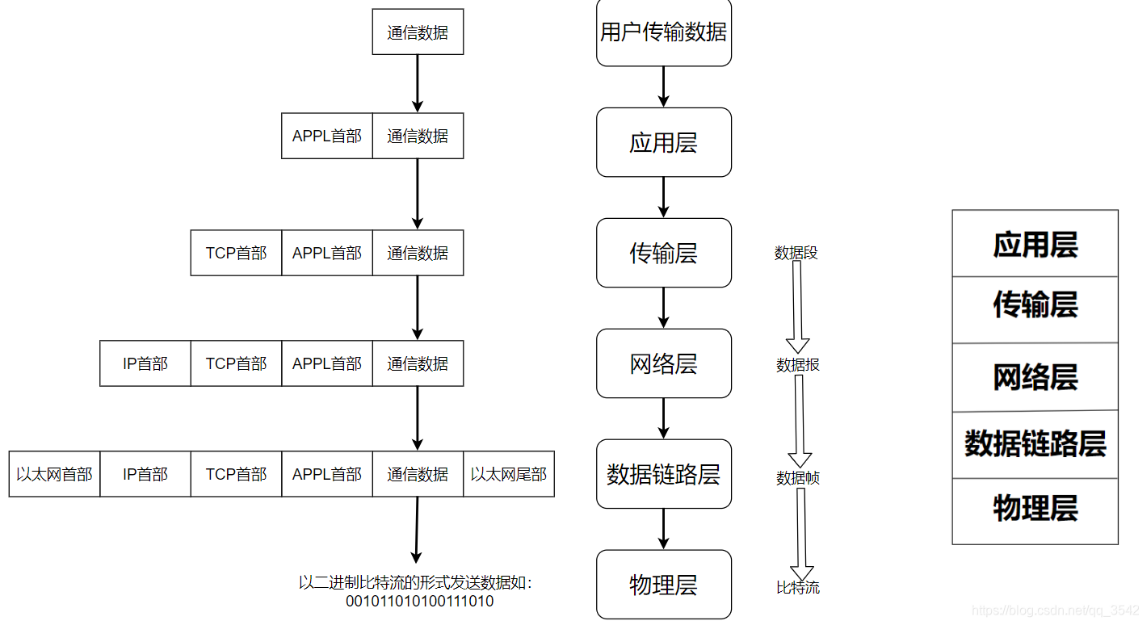 通信数据
用户传输数据
APPL首部 通信数据
应用层
TCP首部 APPL首部 通信数据
传输层
数据段
IP首部 TCP首部 APPL首部 通信数据
网络层
数据报
以太网首部 IP首部 TCP首部 APPL首部 通信数据 以太网尾部
数据链路层
数据帧
以二进制比特流的形式发送数据如：
001011010100111010
物理层
比特流
应用层
传输层
网络层
数据链路层
物理层
https://blog.csdn.net/qq_3542